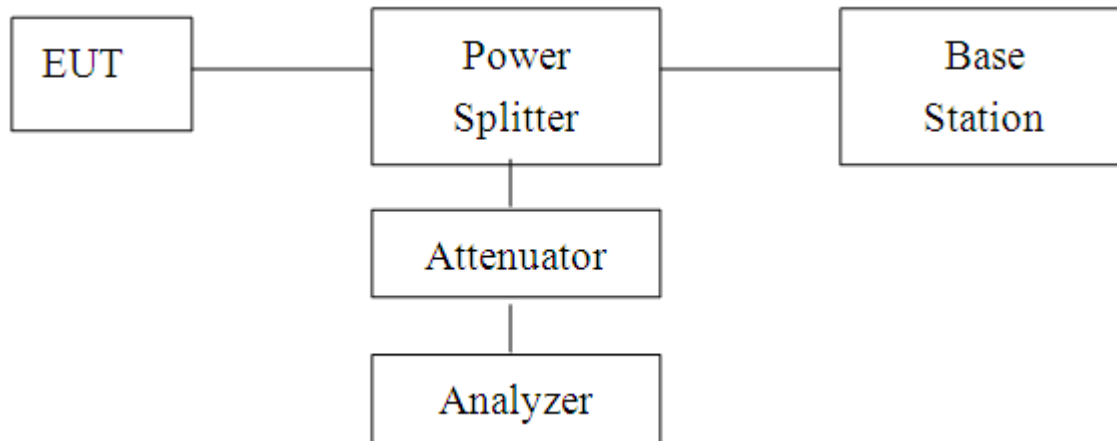 EUT
Power
Splitter
Base
Station
Attenuator
Analyzer